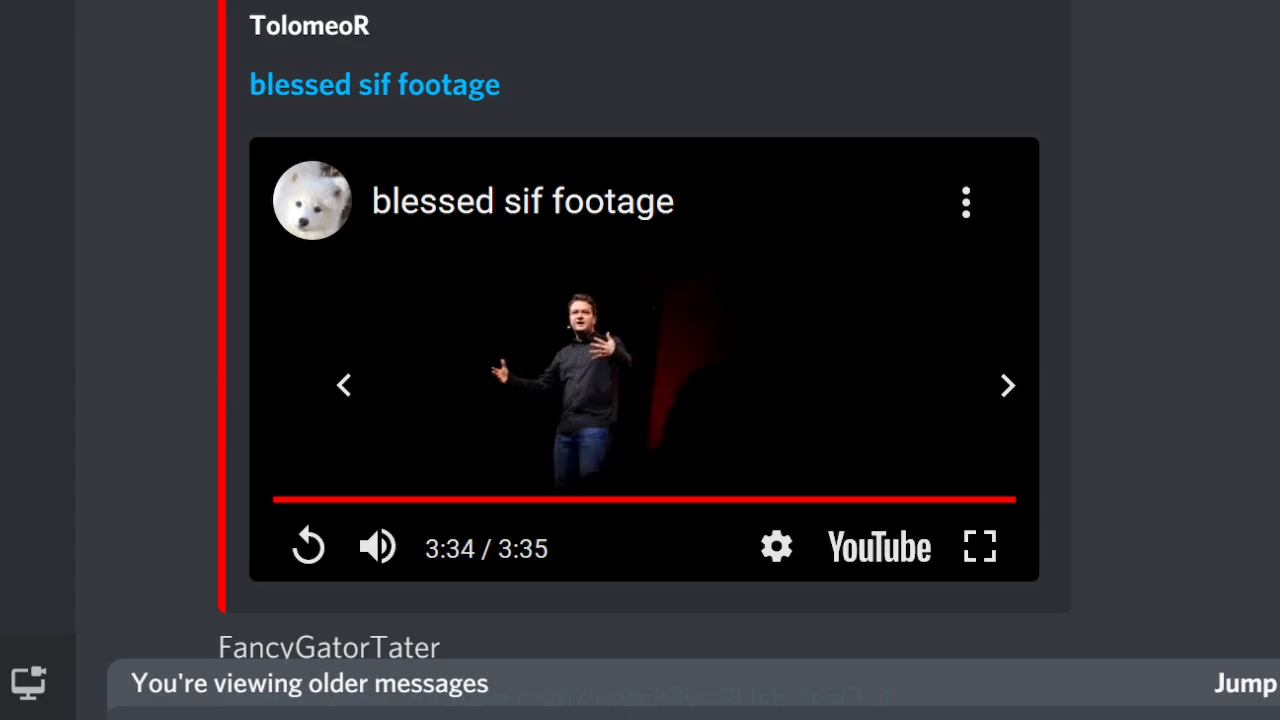 TolomeoR
blessed sif footage
blessed sif footage
3:34 / 3:35
YouTube
FancyGatorTater
You're viewing older messages
Jump